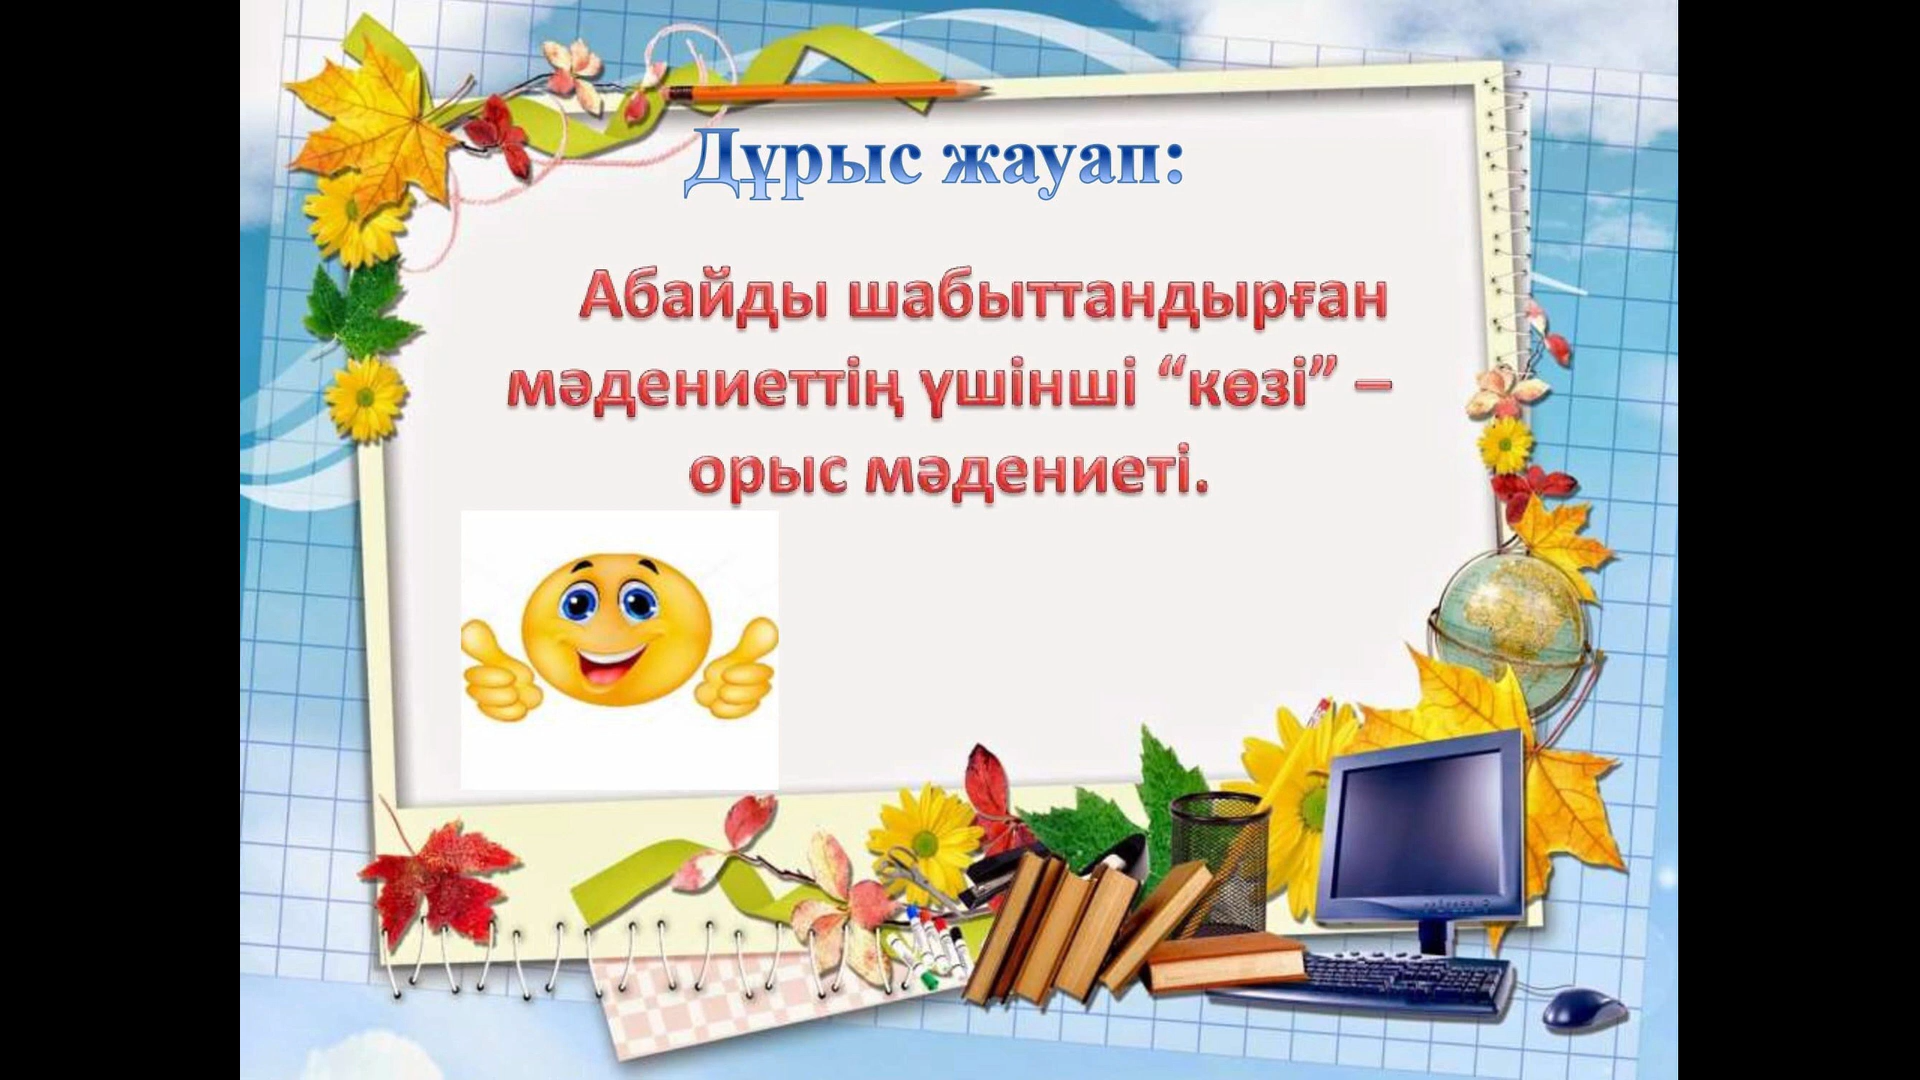 Дұрыс жауап:
Абайды шабыттандырған
мәдениеттің үшінші “көзі” –
орыс мәдениеті.